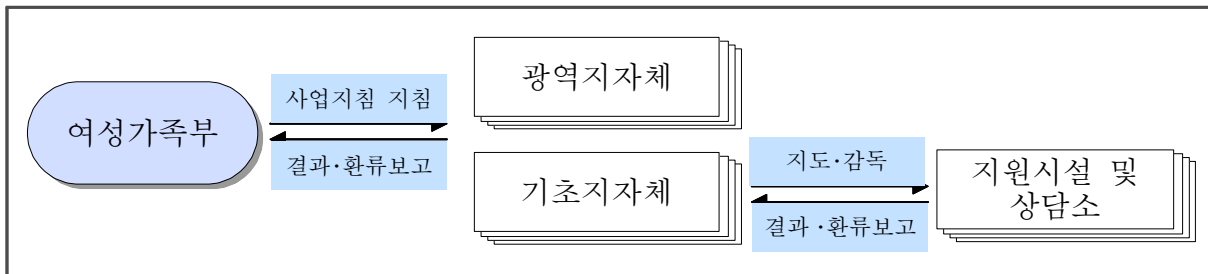 여성가족부
사업지침 지침
결과·환류보고
광역지자체
기초지자체
지도·감독
결과·환류보고
지원시설 및
상담소